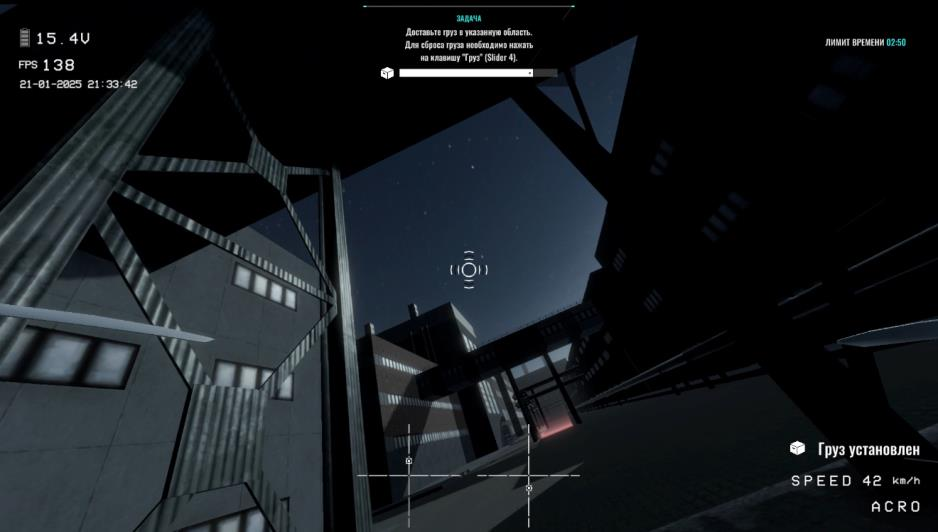 15.4V
FPS 138
21-01-2025 21:33:42
ЗАДАЧА
Доставьте груз в указанную область.
Для сброса груза необходимо нажать
на клавишу "Груз" (Slider 4).
ЛИМИТ ВРЕМЕНИ 02:50
Груз установлен
SPEED 42 км/h
ACRO